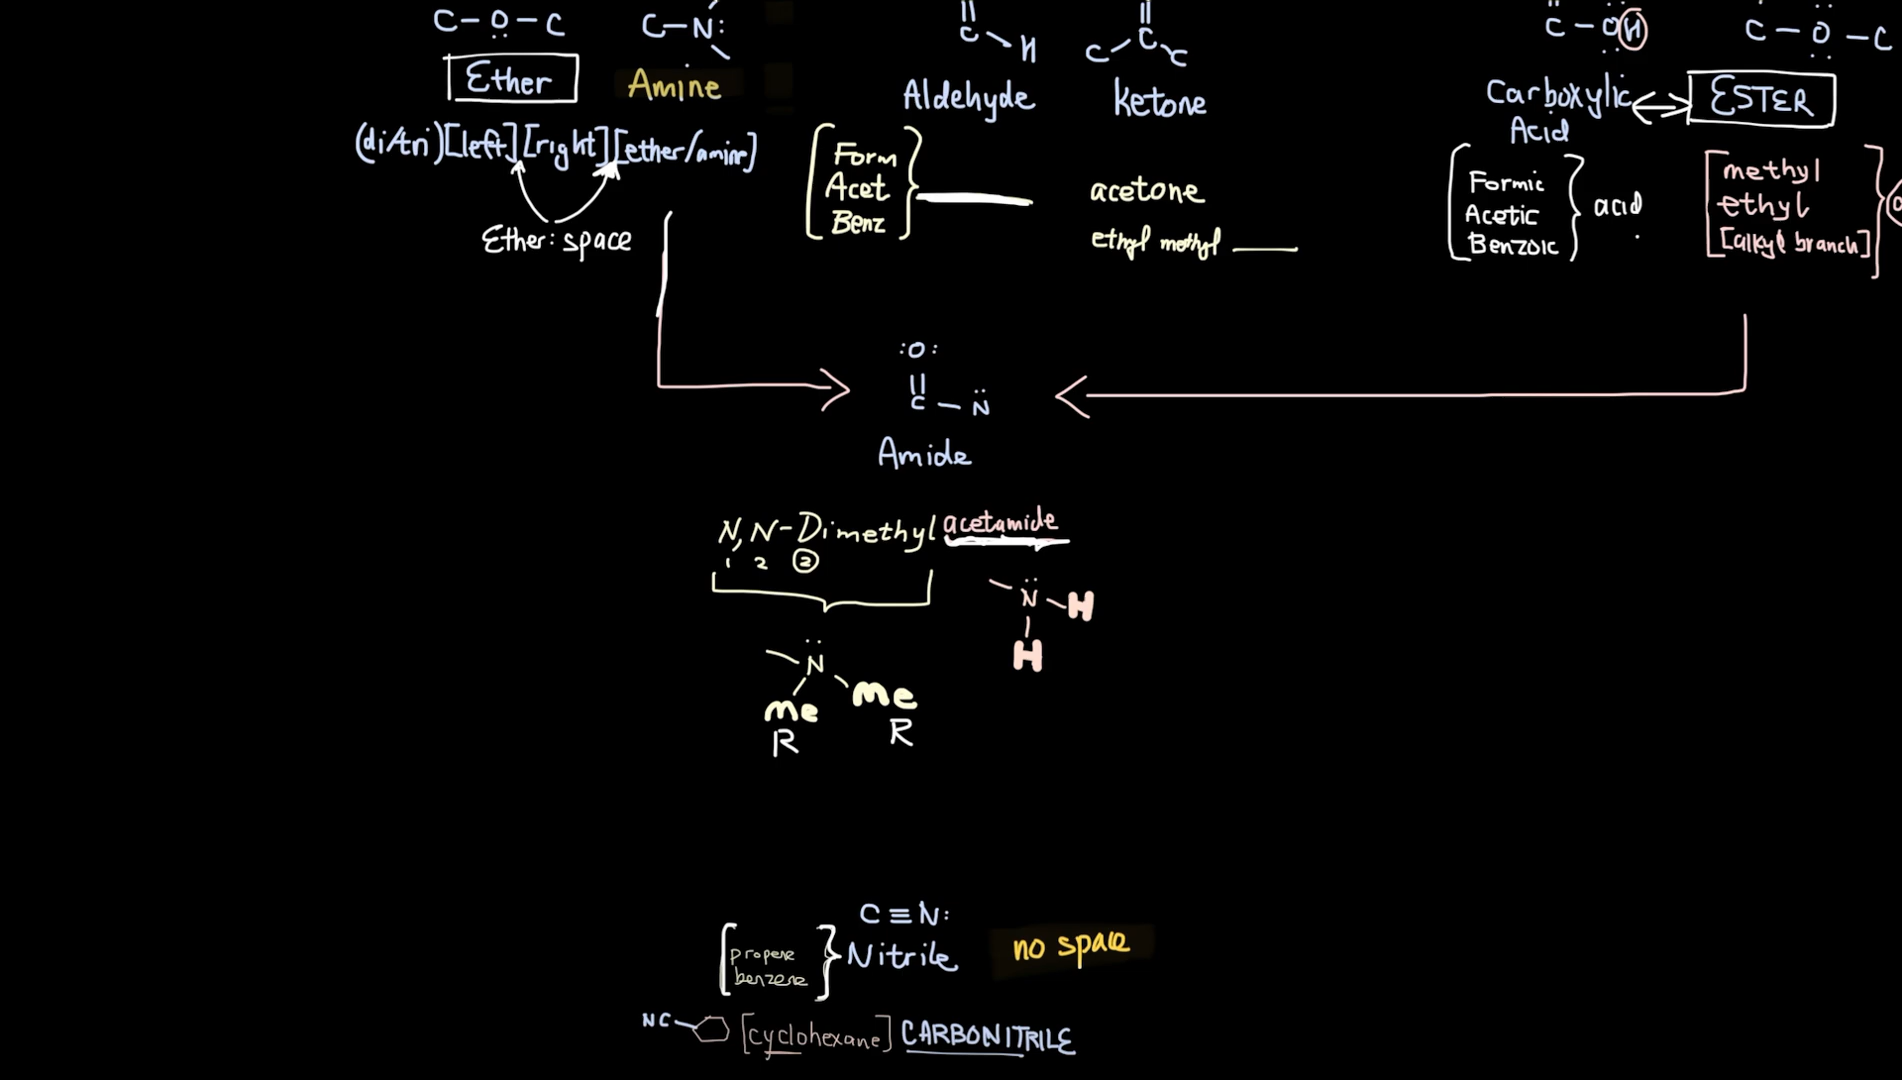 C-O-C
C-N:
C-H
C C C
C-OH
C-O-C
Ether
Amine
Aldehyde
Ketone
Carboxylic
Acid
ESTER
(di/tri)[left][right][ether/amine]
Ether: space
Form
Acet
Benz
acetone
ethyl methyl
Formic
Acetic
Benzoic
acid
methyl
ethyl
[alkyl branch]
:O:
C - N
Amide
N,N-Dimethyl acetamide
1 2 2
N H
H
N
Me Me
R R
C≡N:
propene
benzene
Nitrile
no space
NC
[cyclohexane] CARBONITRILE